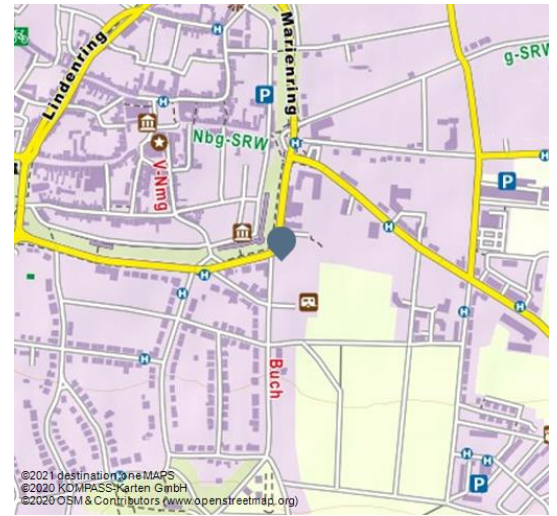 Lindenring
Marienring
g-SRW
P
H
H
H
Nbg-SRW
H
H
P
V-Nmg
H
H
H
H
H
H
Buch
P
©2021 destination.one MAPS
©2020 KOMPASS-Karten GmbH
©2020 OSM & Contributors (www.openstreetmap.org)